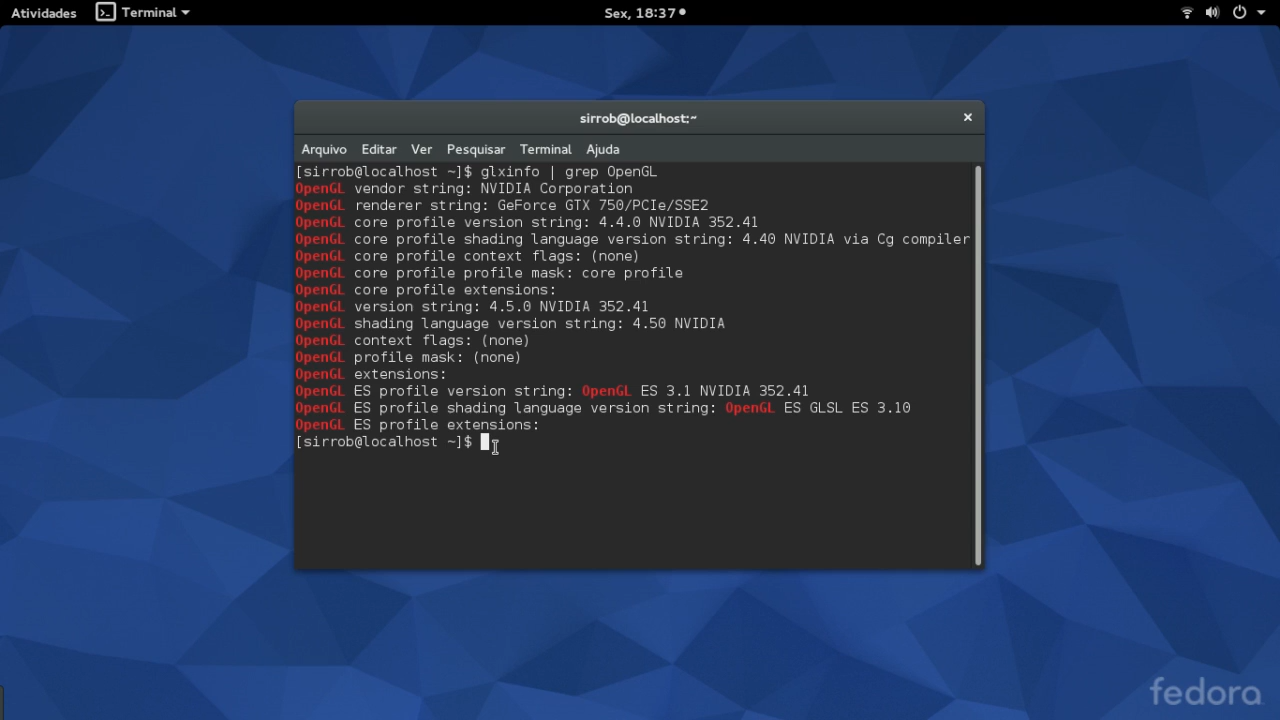 Atividades Terminal Sex, 18:37
sirrob@localhost:~
Arquivo Editar Ver Pesquisar Terminal Ajuda
[sirrob@localhost ~]$ glxinfo | grep OpenGL
OpenGL vendor string: NVIDIA Corporation
OpenGL renderer string: GeForce GTX 750/PCIe/SSE2
OpenGL core profile version string: 4.4.0 NVIDIA 352.41
OpenGL core profile shading language version string: 4.40 NVIDIA via Cg compiler
OpenGL core profile context flags: (none)
OpenGL core profile profile mask: core profile
OpenGL core profile extensions:
OpenGL version string: 4.5.0 NVIDIA 352.41
OpenGL shading language version string: 4.50 NVIDIA
OpenGL context flags: (none)
OpenGL profile mask: (none)
OpenGL extensions:
OpenGL ES profile version string: OpenGL ES 3.1 NVIDIA 352.41
OpenGL ES profile shading language version string: OpenGL ES GLSL ES 3.10
OpenGL ES profile extensions:
[sirrob@localhost ~]$
fedora